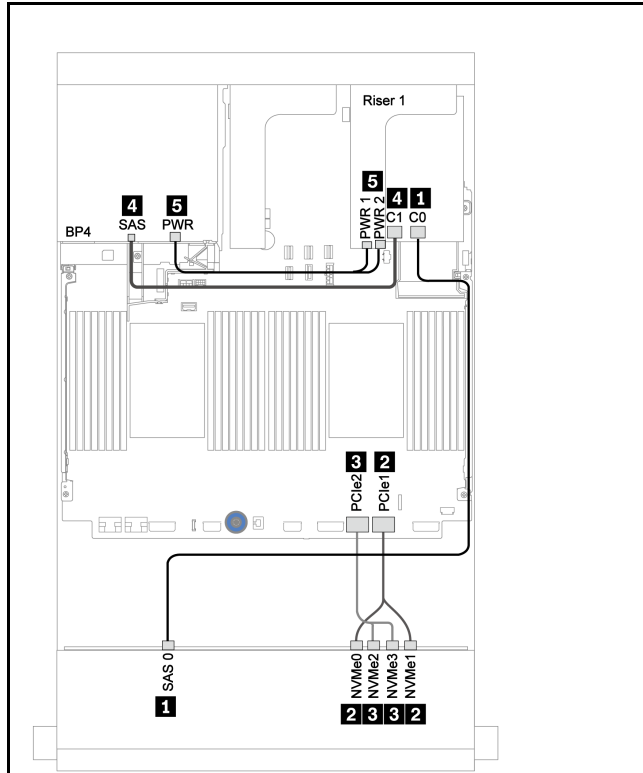 Riser 1
4 5 5 4 1
BP4 SAS PWR PWR 1 PWR 2 C1 C0
3 2
PCIe2 PCIe1
SAS 0 NVMe0 NVMe2 NVMe3 NVMe1
1 2 3 3 2